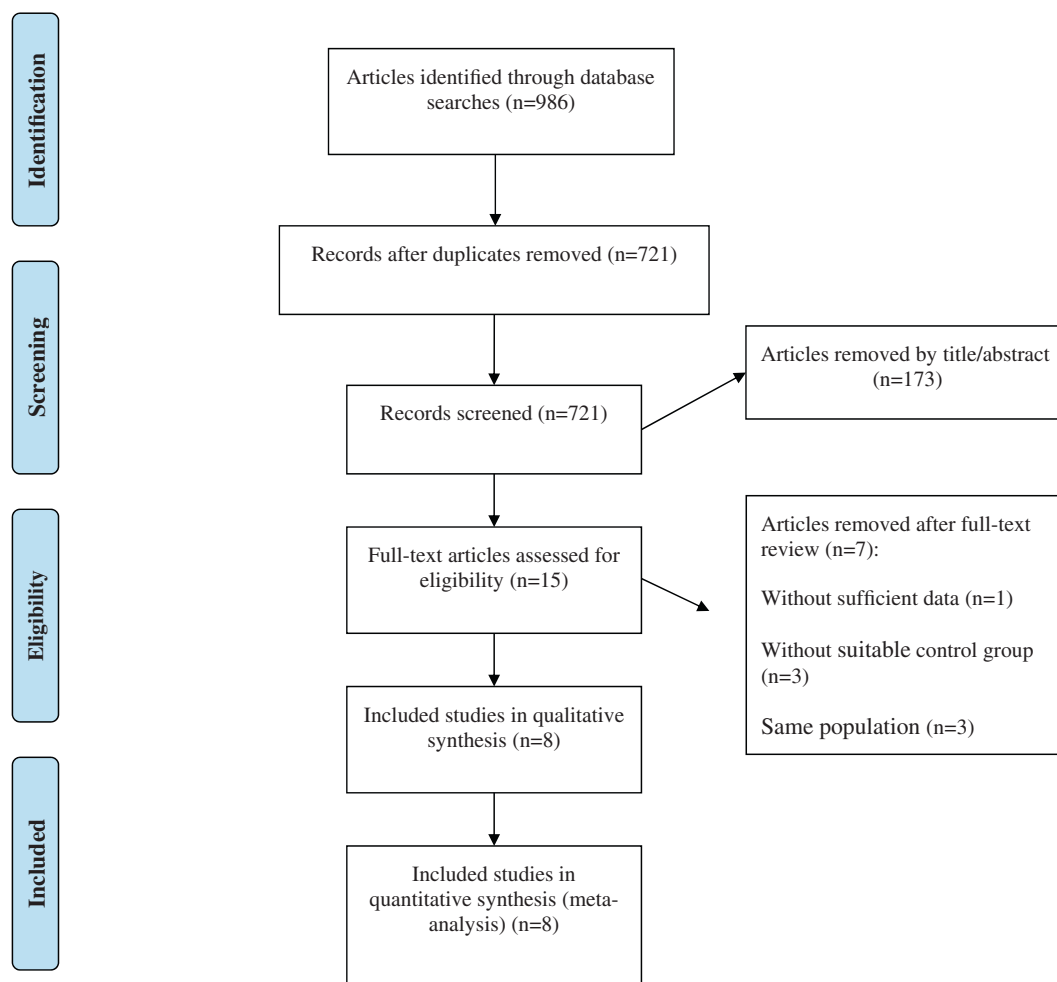 Identification
Articles identified through database
searches (n=986)
Records after duplicates removed (n=721)
Screening
Articles removed by title/abstract
(n=173)
Records screened (n=721)
Eligibility
Full-text articles assessed for
eligibility (n=15)
Articles removed after full-text
review (n=7):
Without sufficient data (n=1)
Without suitable control group
(n=3)
Same population (n=3)
Included studies in qualitative
synthesis (n=8)
Included
Included studies in
quantitative synthesis (meta-
analysis) (n=8)